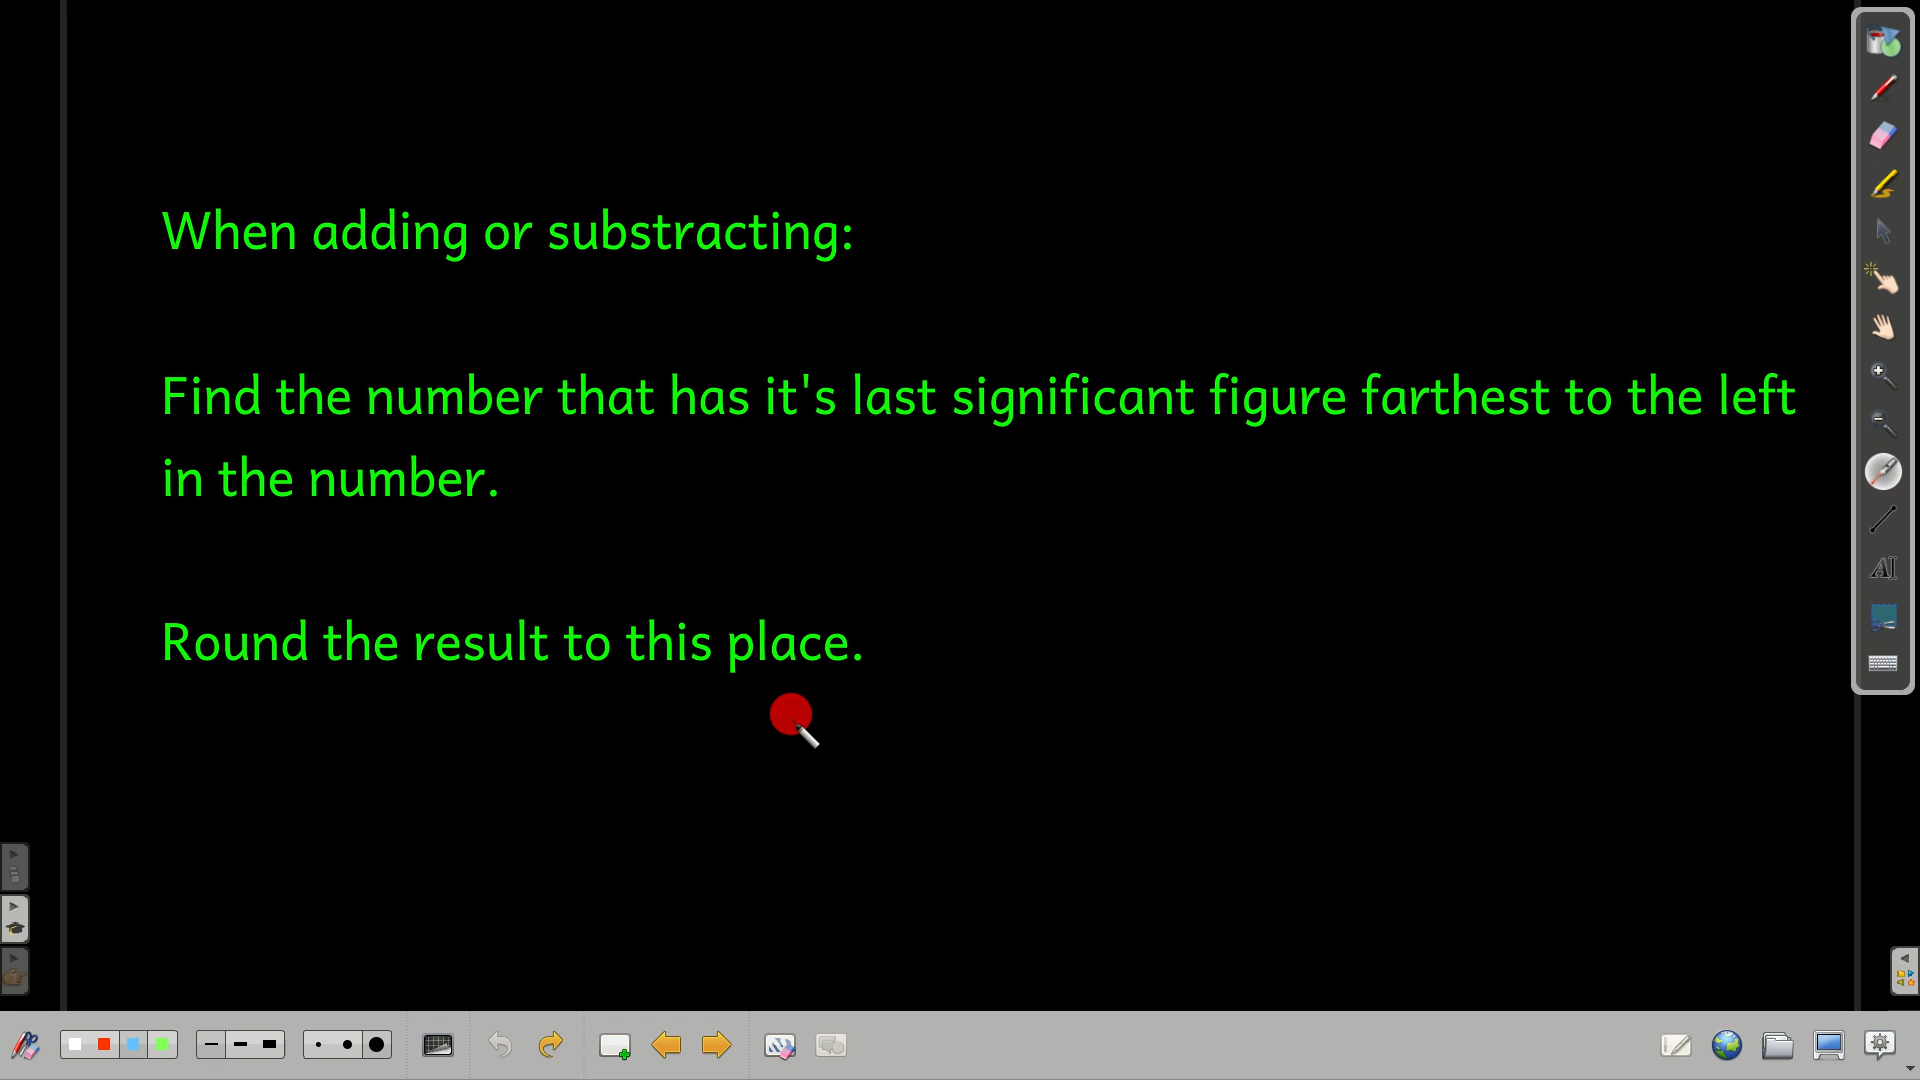 When adding or substracting:
Find the number that has it's last significant figure farthest to the left
in the number.
Round the result to this place.